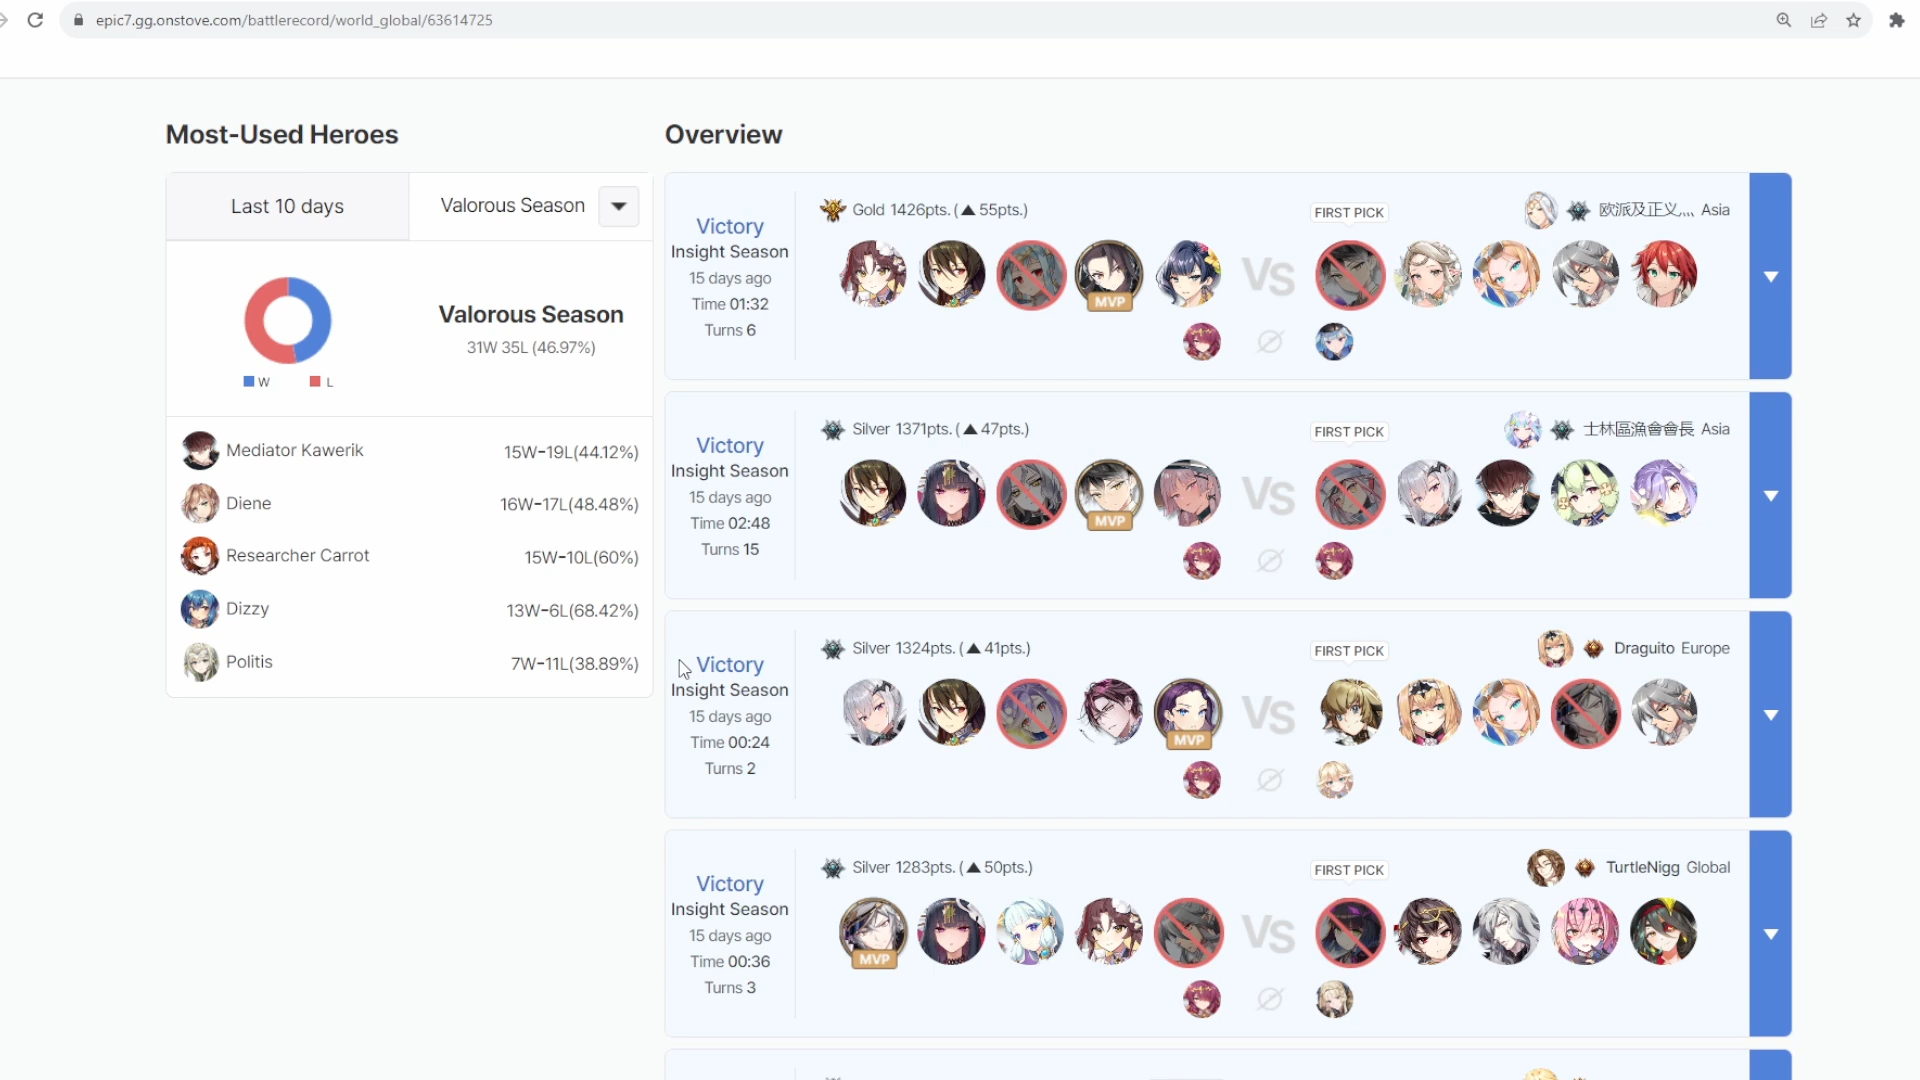 epic7.gg.onstove.com/battlerecord/world_global/63614725
Most-Used Heroes
Last 10 days
Valorous Season
Valorous Season
31W 35L (46.97%)
W
L
Mediator Kawerik 15W-19L(44.12%)
Diene 16W-17L(48.48%)
Researcher Carrot 15W-10L(60%)
Dizzy 13W-6L(68.42%)
Politis 7W-11L(38.89%)
Overview
Victory
Insight Season
15 days ago
Time 01:32
Turns 6
Gold 1426pts. (▲ 55pts.)
FIRST PICK
欧派及正义,,,, Asia
MVP
VS
Victory
Insight Season
15 days ago
Time 02:48
Turns 15
Silver 1371pts. (▲ 47pts.)
FIRST PICK
士林區漁會會長 Asia
MVP
VS
Victory
Insight Season
15 days ago
Time 00:24
Turns 2
Silver 1324pts. (▲ 41pts.)
FIRST PICK
Draguito Europe
MVP
VS
Victory
Insight Season
15 days ago
Time 00:36
Turns 3
Silver 1283pts. (▲ 50pts.)
FIRST PICK
TurtleNigg Global
MVP
VS